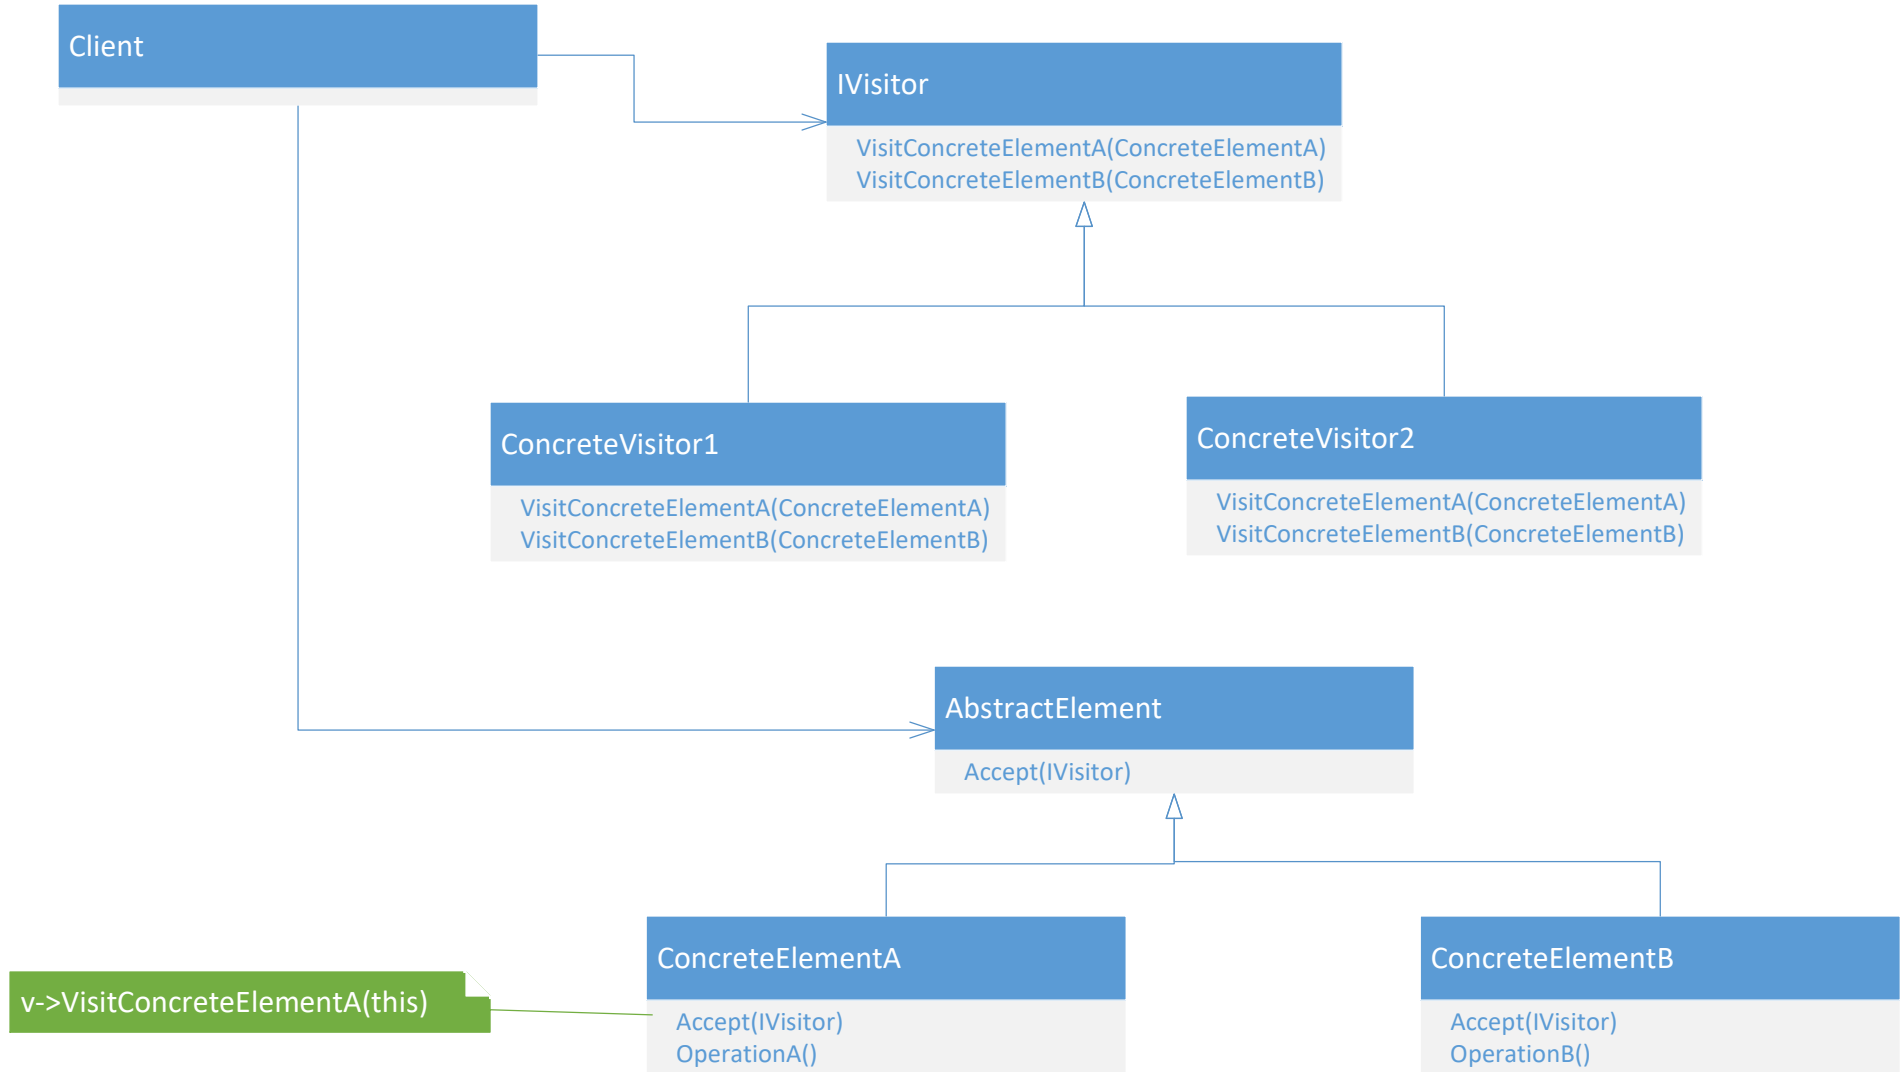 Client
IVisitor
VisitConcreteElementA(ConcreteElementA)
VisitConcreteElementB(ConcreteElementB)
ConcreteVisitor1
VisitConcreteElementA(ConcreteElementA)
VisitConcreteElementB(ConcreteElementB)
ConcreteVisitor2
VisitConcreteElementA(ConcreteElementA)
VisitConcreteElementB(ConcreteElementB)
AbstractElement
Accept(IVisitor)
v->VisitConcreteElementA(this)
ConcreteElementA
Accept(IVisitor)
OperationA()
ConcreteElementB
Accept(IVisitor)
OperationB()